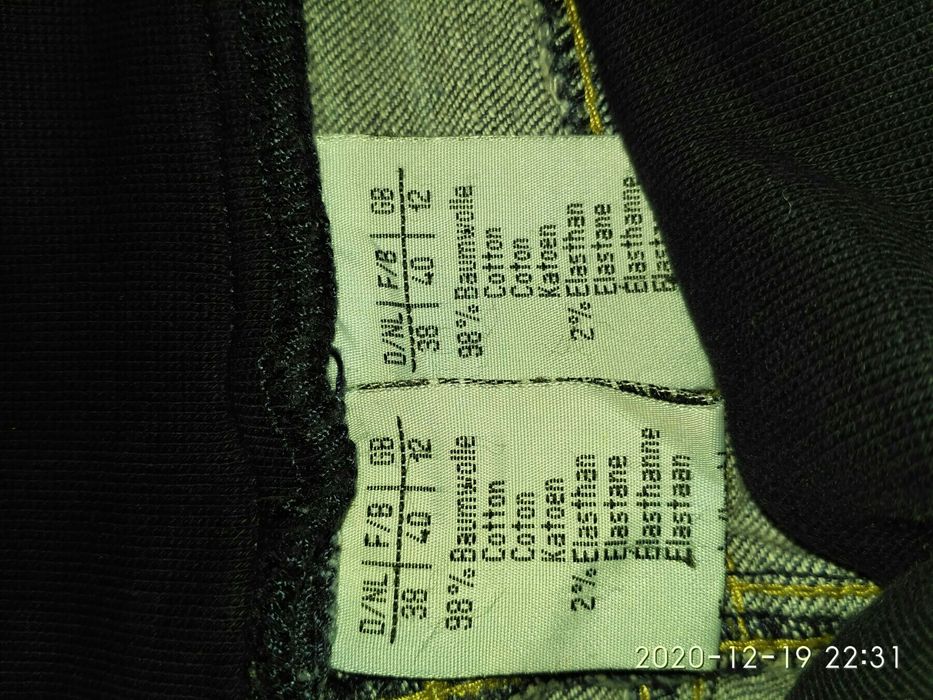 D/NL | F/B | GB
38 | 40 | 12
98% Baumwolle
Cotton
Coton
Katoen
2% Elasthan
Elastane
Elasthanne
Elastaan
D/NL | F/B | GB
38 | 40 | 12
98% Baumwolle
Cotton
Coton
Katoen
2% Elasthan
Elastane
Elasthanne
Elastaan
2020-12-19 22:31